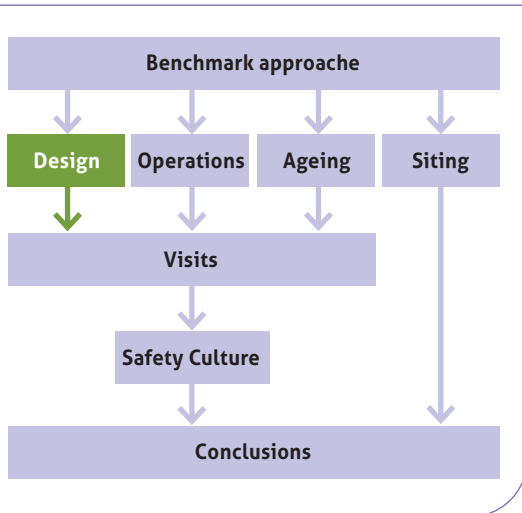 Benchmark approache
Design
Operations
Ageing
Siting
Visits
Safety Culture
Conclusions